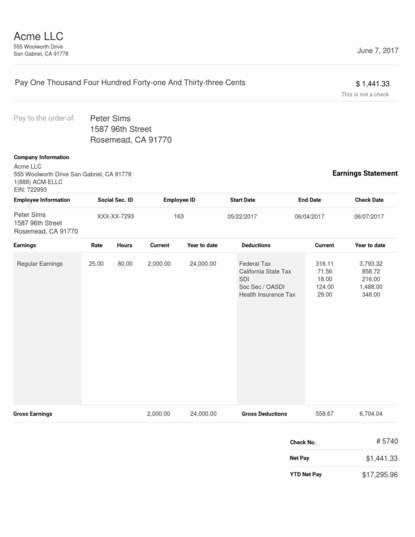 Acme LLC
555 Woolworth Drive
San Gabriel, CA 91778
June 7, 2017
Pay One Thousand Four Hundred Forty-one And Thirty-three Cents
$ 1,441.33
This is not a check
Pay to the order of
Peter Sims
1587 96th Street
Rosemead, CA 91770
Company Information
Acme LLC
555 Woolworth Drive San Gabriel, CA 91778
1(888) ACM-ELLC
EIN: 722993
Earnings Statement
Employee Information Social Sec. ID Employee ID Start Date End Date Check Date
Peter Sims XXX-XX-7293 163 05/22/2017 06/04/2017 06/07/2017
1587 96th Street
Rosemead, CA 91770
Earnings Rate Hours Current Year to date Deductions Current Year to date
Regular Earnings 25.00 80.00 2,000.00 24,000.00 Federal Tax 316.11 3,793.32
California State Tax 71.56 858.72
SDI 18.00 216.00
Soc Sec / OASDI 124.00 1,488.00
Health Insurance Tax 29.00 348.00
Gross Earnings 2,000.00 24,000.00 Gross Deductions 558.67 6,704.04
Check No. # 5740
Net Pay $1,441.33
YTD Net Pay $17,295.96